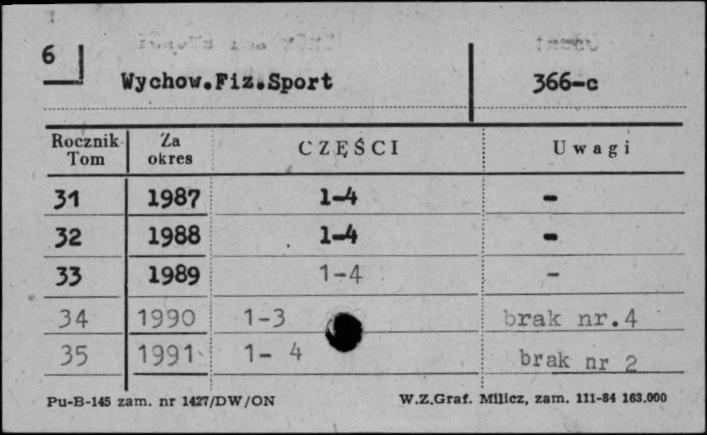 6
Wychow.Fiz.Sport 366-c
Rocznik Tom Za okres CZĘŚCI Uwagi
31 1987 1-4 -
32 1988 1-4 -
33 1989 1-4 -
34 1990 1-3 brak nr.4
35 1991 1- 4 brak nr 2
Pu-B-145 zam. nr 1427/DW/ON W.Z.Graf. Milicz, zam. 111-84 163.000